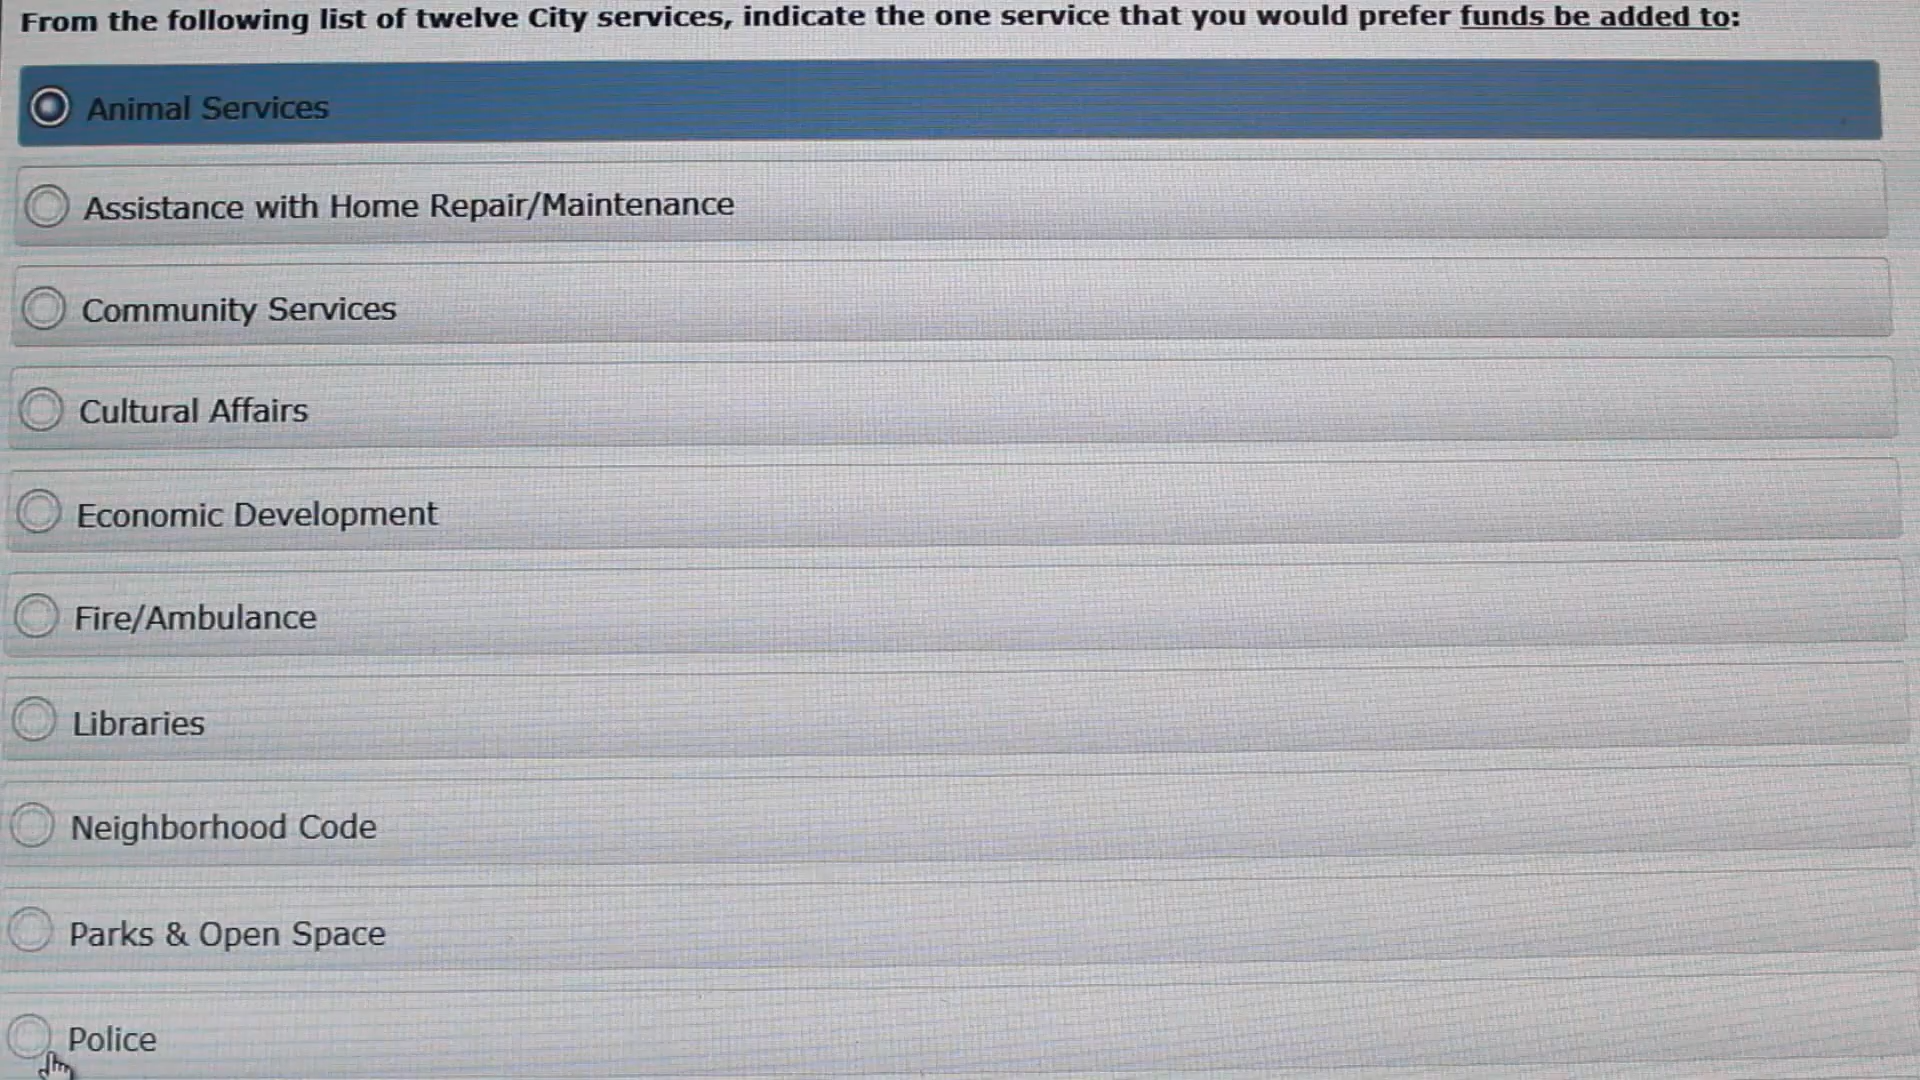 From the following list of twelve City services, indicate the one service that you would prefer funds be added to:
Animal Services
Assistance with Home Repair/Maintenance
Community Services
Cultural Affairs
Economic Development
Fire/Ambulance
Libraries
Neighborhood Code
Parks & Open Space
Police